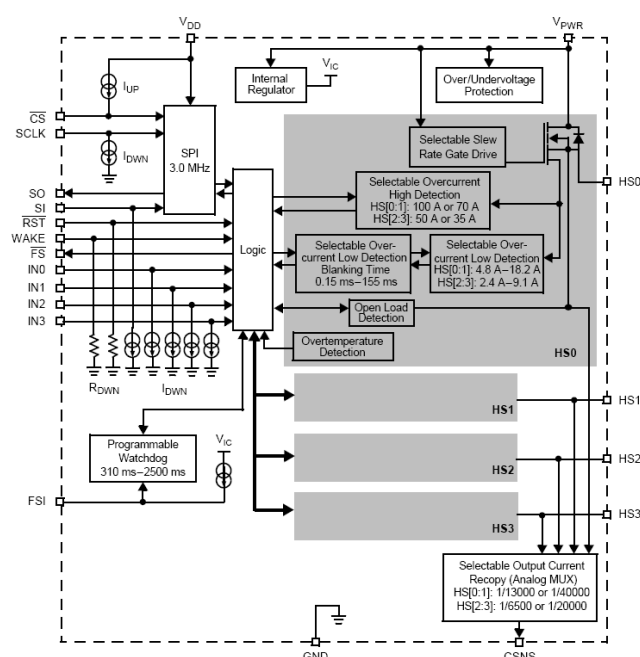 VDD
VPWR
IUP
VIC
Internal
Regulator
Over/Undervoltage
Protection
CS
SCLK
SPI
3.0 MHz
IDWN
Selectable Slew
Rate Gate Drive
HS0
Selectable Overcurrent
High Detection
HS[0:1]: 100 A or 70 A
HS[2:3]: 50 A or 35 A
SO
SI
RST
WAKE
FS
IN0
IN1
IN2
IN3
Logic
Selectable Over-
current Low Detection
Blanking Time
0.15 ms–155 ms
Selectable Over-
current Low Detection
HS[0:1]: 4.8 A–18.2 A
HS[2:3]: 2.4 A–9.1 A
Open Load
Detection
Overtemperature
Detection
HS0
RDWN
IDWN
HS1
HS1
Programmable
Watchdog
310 ms–2500 ms
VIC
HS2
HS2
FSI
HS3
HS3
Selectable Output Current
Recopy (Analog MUX)
HS[0:1]: 1/13000 or 1/40000
HS[2:3]: 1/6500 or 1/20000
GND
CSNS